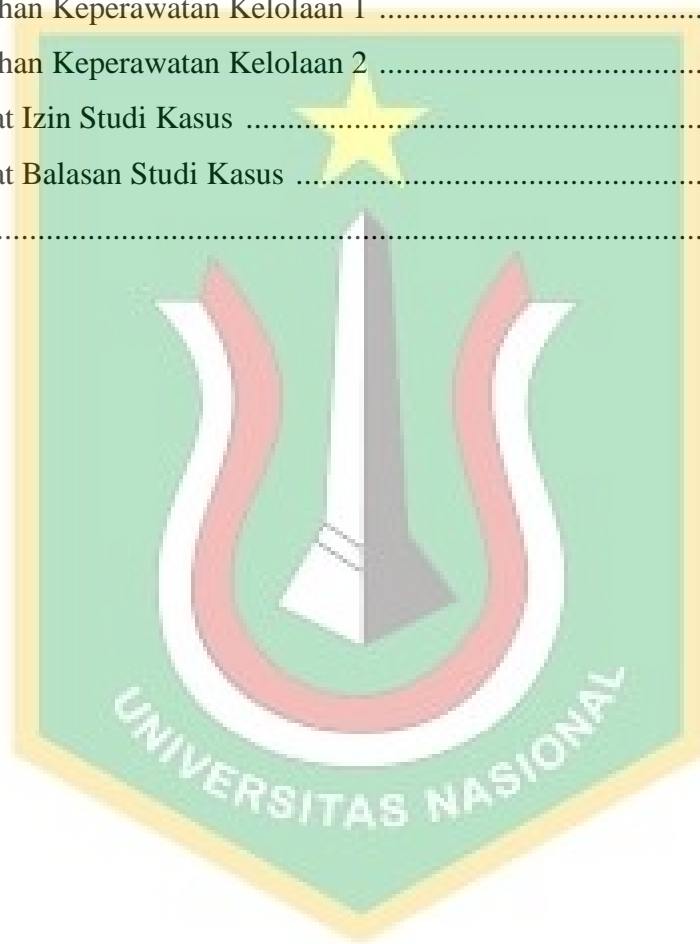 han Keperawatan Kelolaan 1 ........................................
han Keperawatan Kelolaan 2 ........................................
at Izin Studi Kasus .........................................................
at Balasan Studi Kasus ...................................................
.........................................................................................
UNIVERSITAS NASIONAL